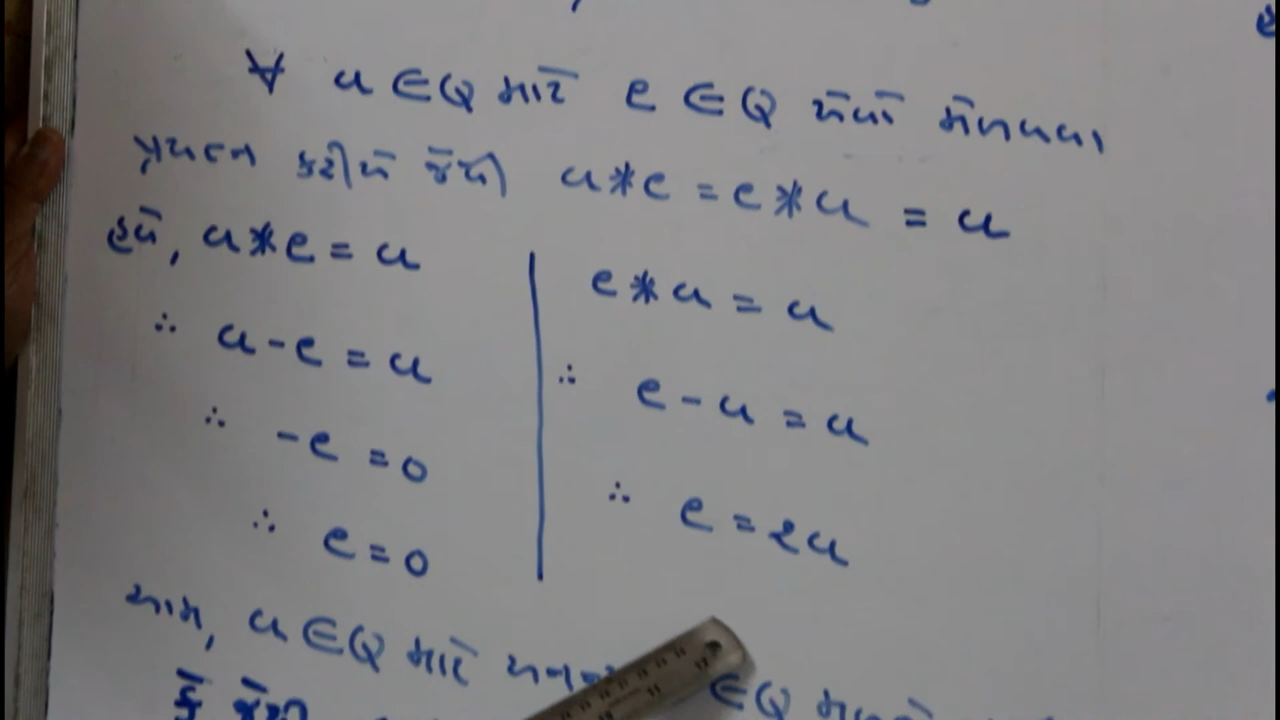 ∀ a ∈ Q માટે e ∈ Q એવો મેળવવા
પ્રયત્ન કરીએ જેથી a * e = e * a = a
હવે, a * e = a
∴ a - e = a
∴ -e = 0
∴ e = 0
e * a = a
∴ e - a = a
∴ e = 2a
આમ, a ∈ Q માટે ∈ Q
કે જેથી